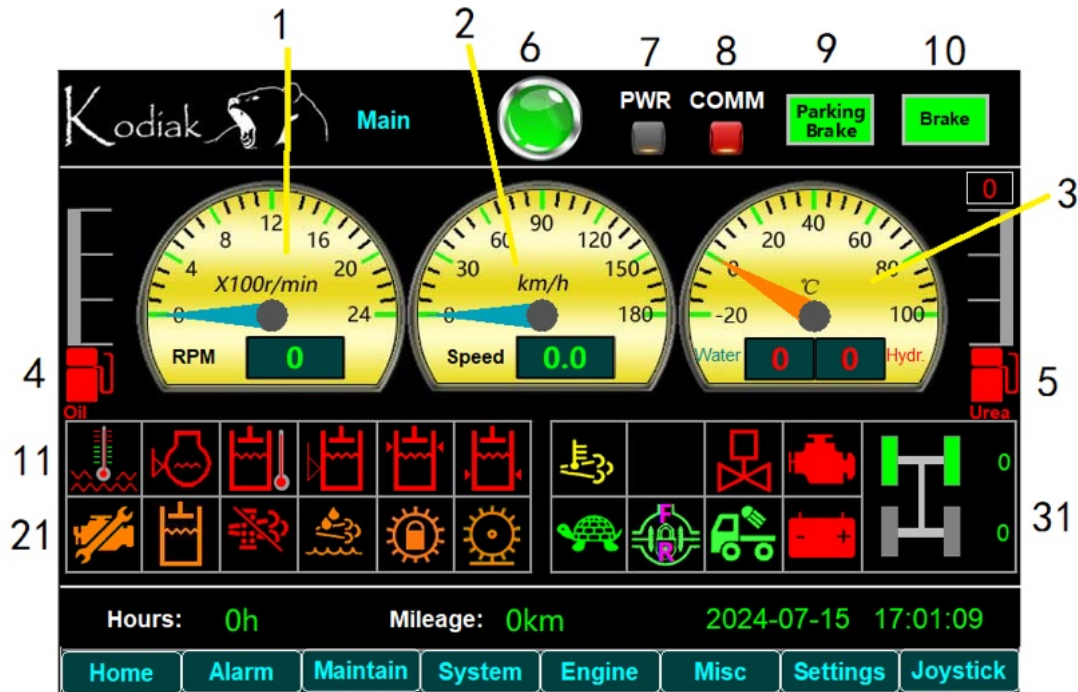 1 2 6 7 8 9 10
Kodiak
Main
PWR COMM
Parking
Brake
Brake
0
3
0 4 8 12 16 20 24
X100r/min
RPM 0
0 30 60 90 120 150 180
km/h
Speed 0.0
-20 0 20 40 60 80 100
℃
Water 0 0 Hydr.
4
Oil
5
Urea
11
0
21
F
R
- +
0
31
Hours: 0h Mileage: 0km 2024-07-15 17:01:09
Home Alarm Maintain System Engine Misc Settings Joystick